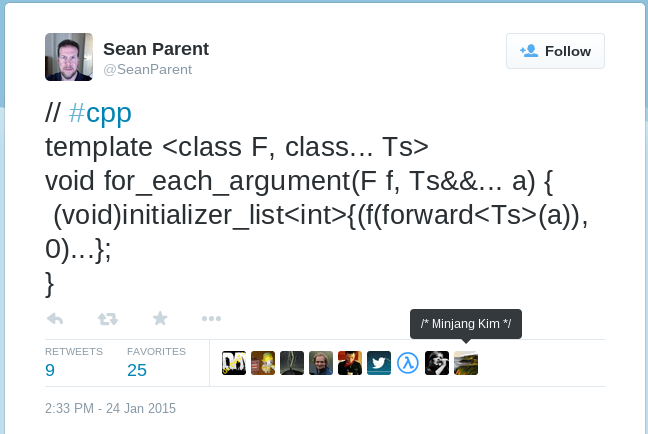 Sean Parent
@SeanParent
Follow
// #cpp
template <class F, class... Ts>
void for_each_argument(F f, Ts&&... a) {
(void)initializer_list<int>{(f(forward<Ts>(a)),
0)...};
}
/* Minjang Kim */
RETWEETS
9
FAVORITES
25
2:33 PM - 24 Jan 2015